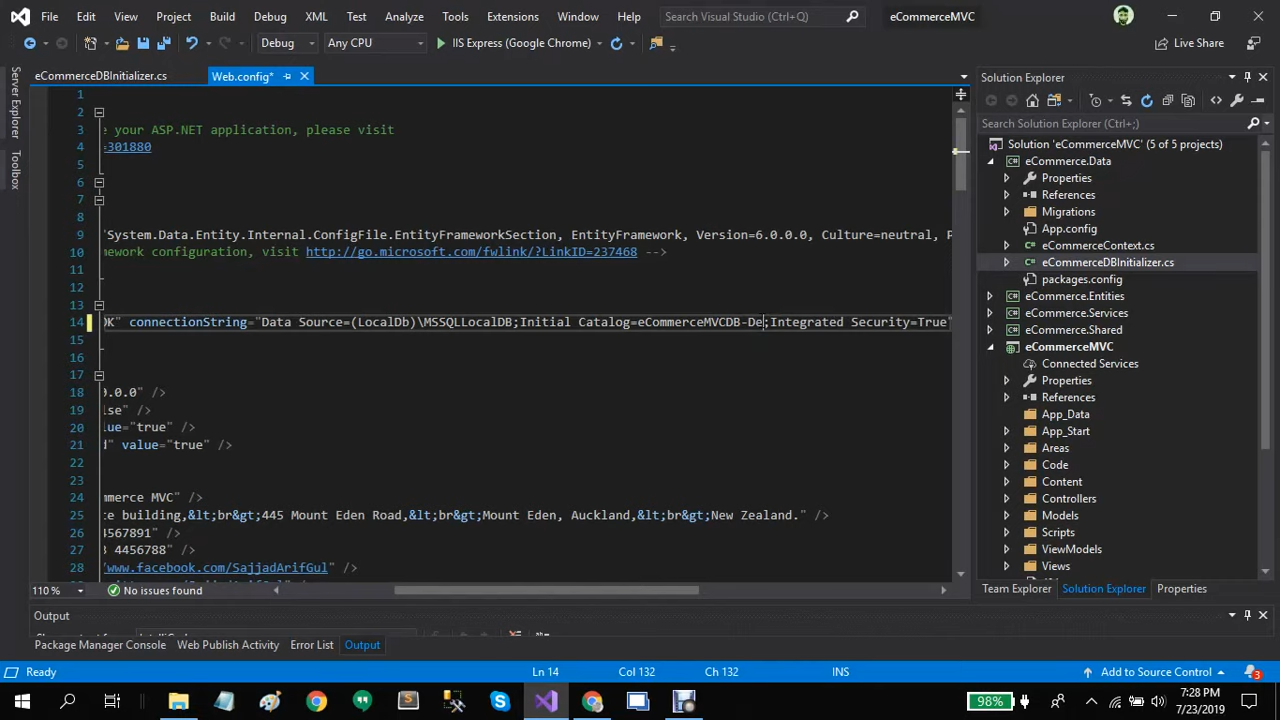 File Edit View Project Build Debug XML Test Analyze Tools Extensions Window Help Search Visual Studio eCommerceMVC
Debug Any CPU IIS Express (Google Chrome) Live Share
Server Explorer
Toolbox
eCommerceDBInitializer.cs Web.config*
1
2
3 e your ASP.NET application, please visit
4 =301880
5
6
7
8
9 "System.Data.Entity.Internal.ConfigFile.EntityFrameworkSection, EntityFramework, Version=6.0.0.0, Culture=neutral, P
10 ework configuration, visit http://go.microsoft.com/fwlink/?LinkID=237468 -->
11
12
13
14 OK" connectionString="Data Source=(LocalDb)\MSSQLLocalDB;Initial Catalog=eCommerceMVCDB-De;Integrated Security=True"
15
16
17
18 0.0.0" />
19 lse" />
20 lue="true" />
21 d" value="true" />
22
23
24 mmerce MVC" />
25 ce building,&lt;br&gt;445 Mount Eden Road,&lt;br&gt;Mount Eden, Auckland,&lt;br&gt;New Zealand." />
26 4567891" />
27 8 4456788" />
28 /www.facebook.com/SajjadArifGul" />
110 % No issues found
Solution Explorer
Search Solution Explorer (Ctrl+;)
Solution 'eCommerceMVC' (5 of 5 projects)
eCommerce.Data
Properties
References
Migrations
App.config
eCommerceContext.cs
eCommerceDBInitializer.cs
packages.config
eCommerce.Entities
eCommerce.Services
eCommerce.Shared
eCommerceMVC
Connected Services
Properties
References
App_Data
App_Start
Areas
Code
Content
Controllers
Models
Scripts
ViewModels
Views
Team Explorer Solution Explorer Properties
Output
Package Manager Console Web Publish Activity Error List Output
Ready Ln 14 Col 132 Ch 132 INS Add to Source Control 3
98% 7:28 PM
7/23/2019